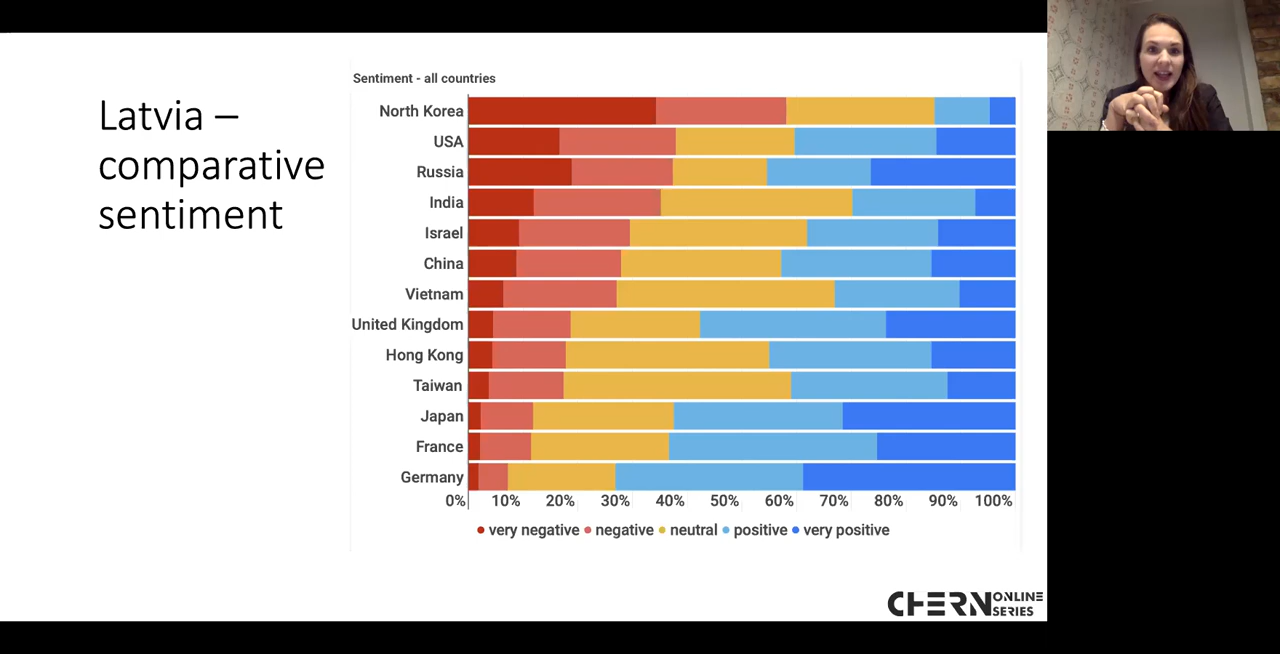 Latvia –
comparative
sentiment
Sentiment - all countries
North Korea
USA
Russia
India
Israel
China
Vietnam
United Kingdom
Hong Kong
Taiwan
Japan
France
Germany
0% 10% 20% 30% 40% 50% 60% 70% 80% 90% 100%
very negative negative neutral positive very positive
CHERN ONLINE
SERIES